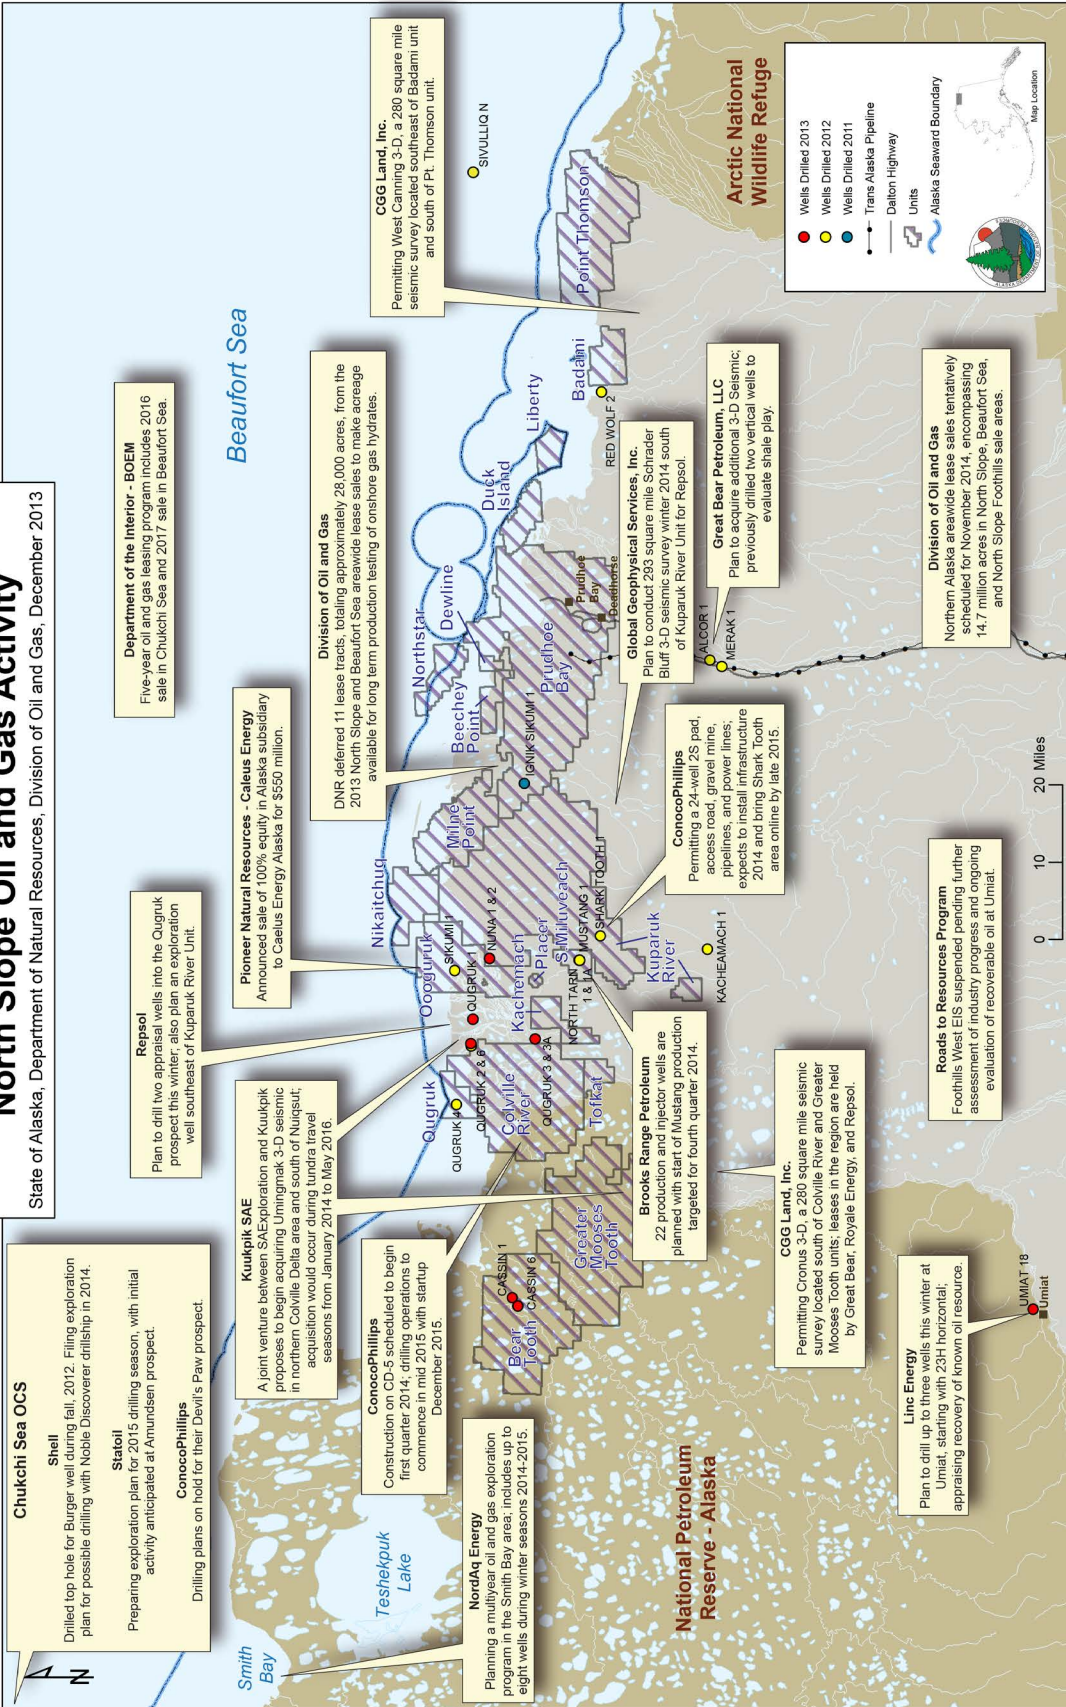 North Slope Oil and Gas Activity
State of Alaska, Department of Natural Resources, Division of Oil and Gas, December 2013
Chukchi Sea OCS
Shell
Drilled top hole for Burger well during fall, 2012. Filing exploration
plan for possible drilling with Noble Discoverer drillship in 2014.
Statoil
Preparing exploration plan for 2015 drilling season, with initial
activity anticipated at Amundsen prospect.
ConocoPhillips
Drilling plans on hold for their Devil's Paw prospect.
N
Smith
Bay
Teshekpuk
Lake
Kuukpik SAE
A joint venture between SAExploration and Kuukpik
proposes to begin acquiring Umingmak 3-D seismic
in northern Colville Delta area and south of Nuiqsut;
acquisition would occur during tundra travel
seasons from January 2014 to May 2016.
Repsol
Plan to drill two appraisal wells into the Qugruk
prospect this winter; also plan an exploration
well southeast of Kuparuk River Unit.
Pioneer Natural Resources - Caleus Energy
Announced sale of 100% equity in Alaska subsidiary
to Caelus Energy Alaska for $550 million.
Department of the Interior - BOEM
Five-year oil and gas leasing program includes 2016
sale in Chukchi Sea and 2017 sale in Beaufort Sea.
Beaufort Sea
Division of Oil and Gas
DNR deferred 11 lease tracts, totaling approximately 28,000 acres, from the
2013 North Slope and Beaufort Sea areawide lease sales to make acreage
available for long term production testing of onshore gas hydrates.
CGG Land, Inc.
Permitting West Canning 3-D, a 280 square mile
seismic survey located southeast of Badami unit
and south of Pt. Thomson unit.
SIVULLIQ N
ConocoPhillips
Construction on CD-5 scheduled to begin
first quarter 2014; drilling operations to
commence in mid 2015 with startup
December 2015.
NordAq Energy
Planning a multiyear oil and gas exploration
program in the Smith Bay area; includes up to
eight wells during winter seasons 2014-2015.
Nikaitchuq
Oooguruk
SIKUMI 1
Qugruk
QUGRUK 4
QUGRUK 2 & 6
QUGRUK 1
NUNA 1 & 2
Colville
River
QUGRUK 3 & 3A
Kachemach
Placer
Milne
Point
Beechey
Point
Northstar
Dewline
Duck
Island
Liberty
Badami
RED WOLF 2
Point Thomson
Arctic National
Wildlife Refuge
IGNIK SIKUMI 1
Prudhoe
Bay
Prudhoe
Bay
Deadhorse
CASSIN 1
CASSIN 6
Bear
Tooth
Greater
Mooses
Tooth
Tofkat
NORTH TARN
1 & 1A
S.Miluveach
MUSTANG 1
SHARK TOOTH 1
Kuparuk
River
KACHEAMACH 1
Brooks Range Petroleum
22 production and injector wells are
planned with start of Mustang production
targeted for fourth quarter 2014.
ConocoPhillips
Permitting a 24-well 2S pad,
access road, gravel mine,
pipelines, and power lines;
expects to install infrastructure
2014 and bring Shark Tooth
area online by late 2015.
Global Geophysical Services, Inc.
Plan to conduct 293 square mile Schrader
Bluff 3-D seismic survey winter 2014 south
of Kuparuk River Unit for Repsol.
ALCOR 1
MERAK 1
Great Bear Petroleum, LLC
Plan to acquire additional 3-D Seismic;
previously drilled two vertical wells to
evaluate shale play.
National Petroleum
Reserve - Alaska
CGG Land, Inc.
Permitting Cronus 3-D, a 280 square mile seismic
survey located south of Colville River and Greater
Mooses Tooth units; leases in the region are held
by Great Bear, Royale Energy, and Repsol.
Linc Energy
Plan to drill up to three wells this winter at
Umiat, starting with 23H horizontal;
appraising recovery of known oil resource.
UMIAT 18
Umiat
Roads to Resources Program
Foothills West EIS suspended pending further
assessment of industry progress and ongoing
evaluation of recoverable oil at Umiat.
Division of Oil and Gas
Northern Alaska areawide lease sales tentatively
scheduled for November 2014, encompassing
14.7 million acres in North Slope, Beaufort Sea,
and North Slope Foothills sale areas.
0 10 20 Miles
Wells Drilled 2013
Wells Drilled 2012
Wells Drilled 2011
Trans Alaska Pipeline
Dalton Highway
Units
Alaska Seaward Boundary
Map Location